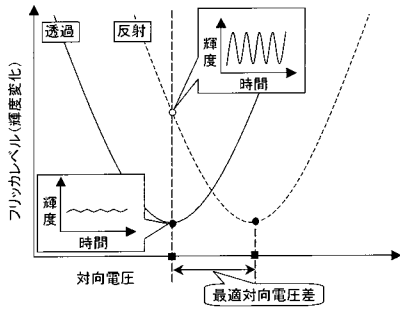 透過
反射
輝度
時間
フリッカレベル(輝度変化)
輝度
時間
対向電圧
最適対向電圧差